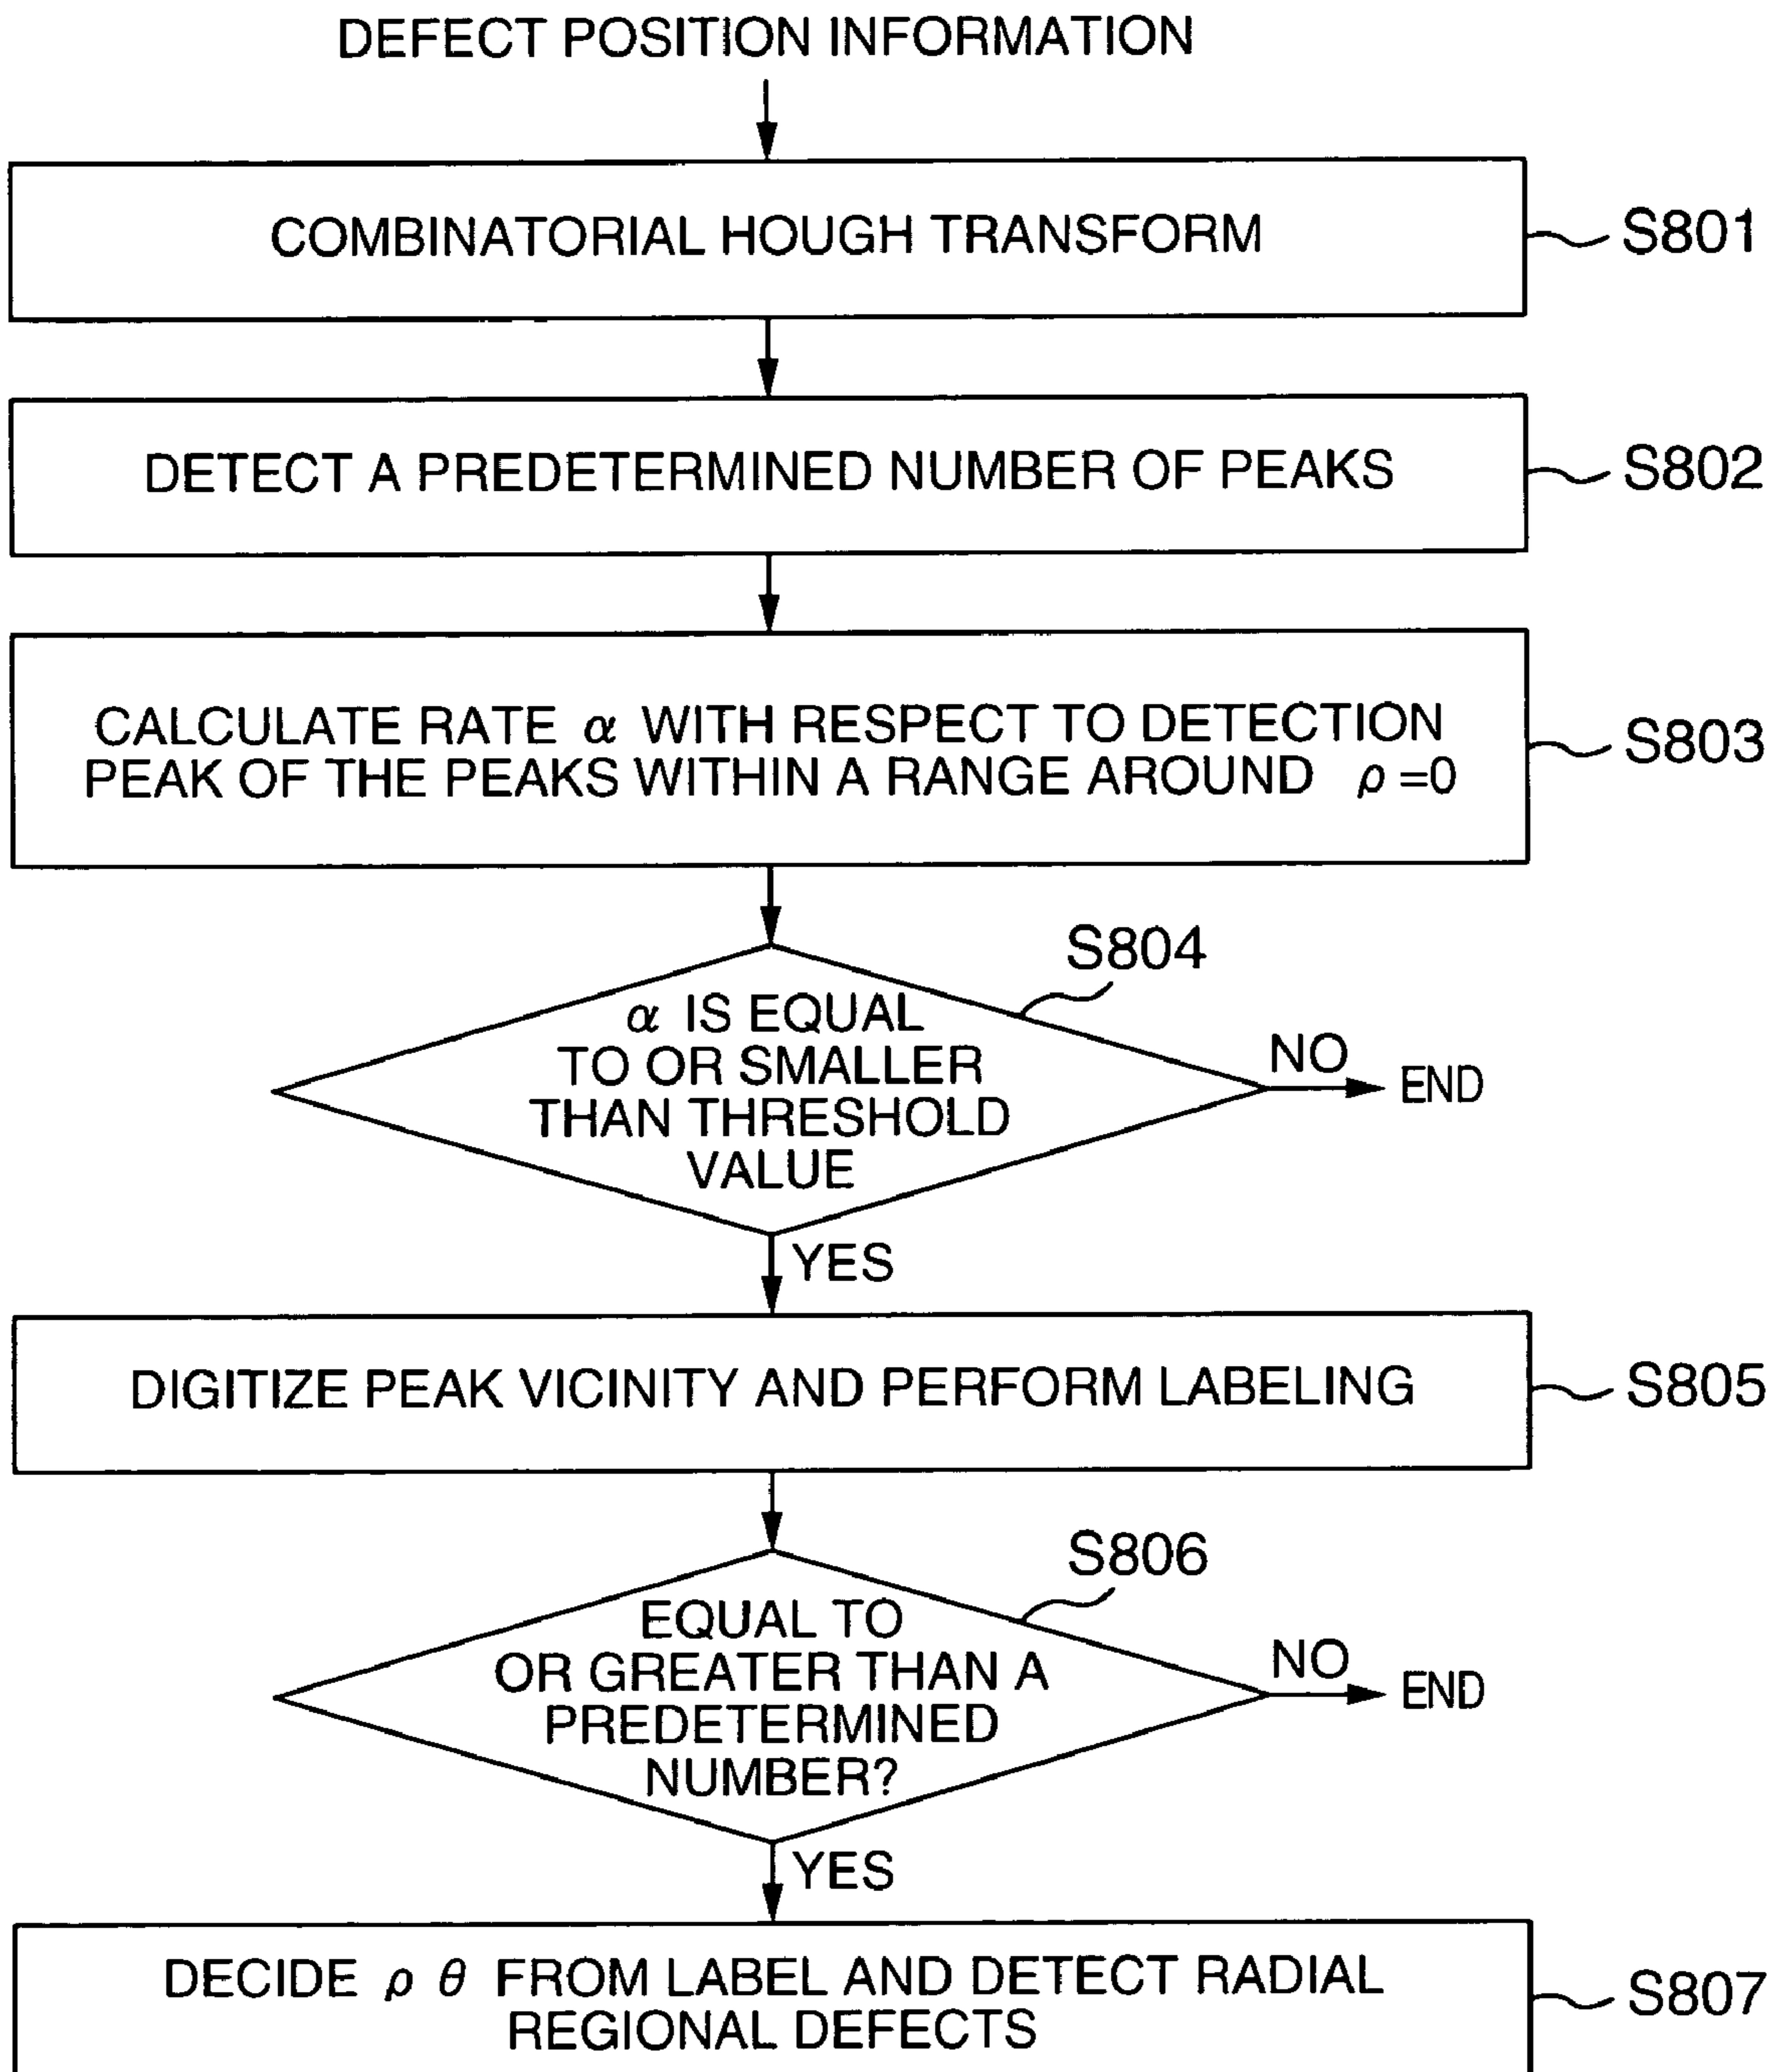 DEFECT POSITION INFORMATION
COMBINATORIAL HOUGH TRANSFORM
S801
DETECT A PREDETERMINED NUMBER OF PEAKS
S802
CALCULATE RATE α WITH RESPECT TO DETECTION
PEAK OF THE PEAKS WITHIN A RANGE AROUND ρ =0
S803
S804
α IS EQUAL
TO OR SMALLER
THAN THRESHOLD
VALUE
NO
END
YES
DIGITIZE PEAK VICINITY AND PERFORM LABELING
S805
S806
EQUAL TO
OR GREATER THAN A
PREDETERMINED
NUMBER?
NO
END
YES
DECIDE ρ θ FROM LABEL AND DETECT RADIAL
REGIONAL DEFECTS
S807